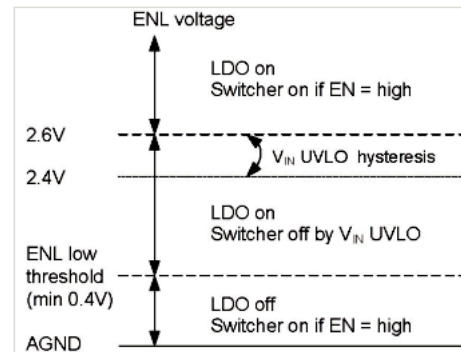 ENL voltage
LDO on
Switcher on if EN = high
2.6V
VIN UVLO hysteresis
2.4V
LDO on
Switcher off by VIN UVLO
ENL low
threshold
(min 0.4V)
LDO off
Switcher on if EN = high
AGND